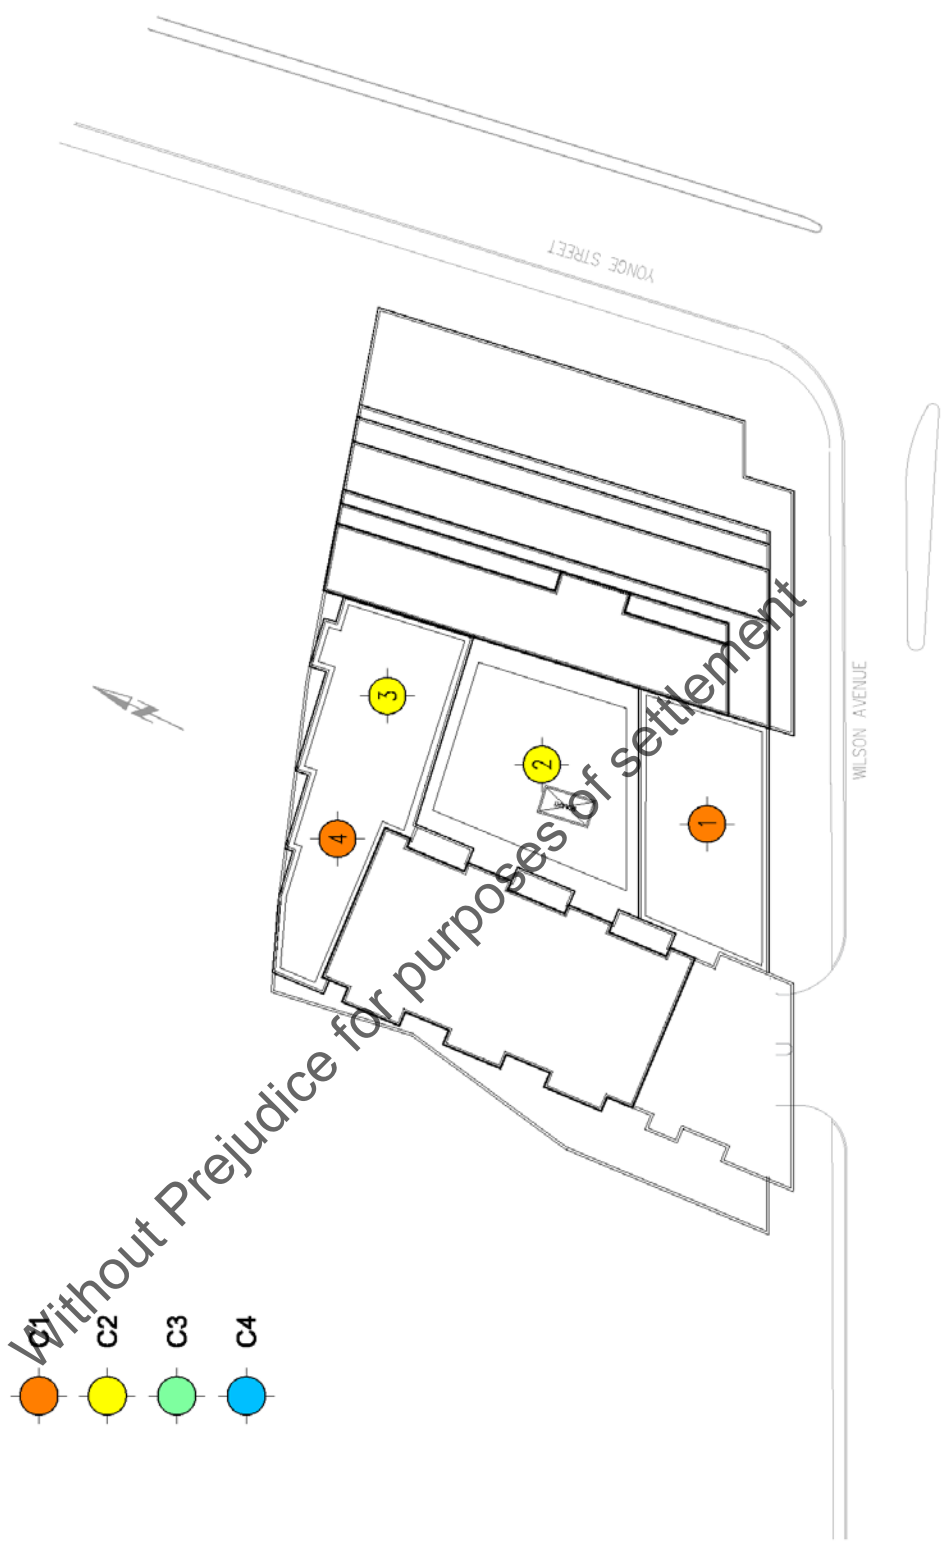 YONGE STREET
WILSON AVENUE
3
2
4
1
C1
C2
C3
C4
Without Prejudice for purposes of settlement